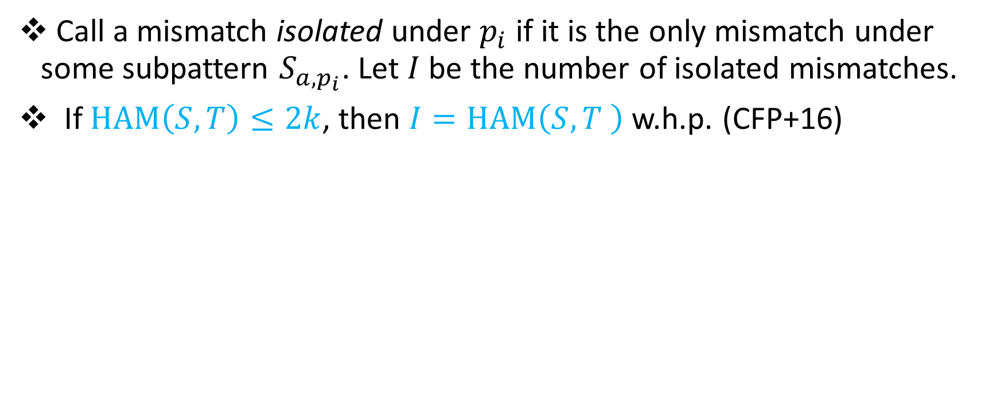 ❖ Call a mismatch isolated under $p_i$ if it is the only mismatch under
some subpattern $S_{a,p_i}$. Let $I$ be the number of isolated mismatches.
❖ If $\mathrm{HAM}(S, T) \leq 2k$, then $I = \mathrm{HAM}(S, T)$ w.h.p. (CFP+16)